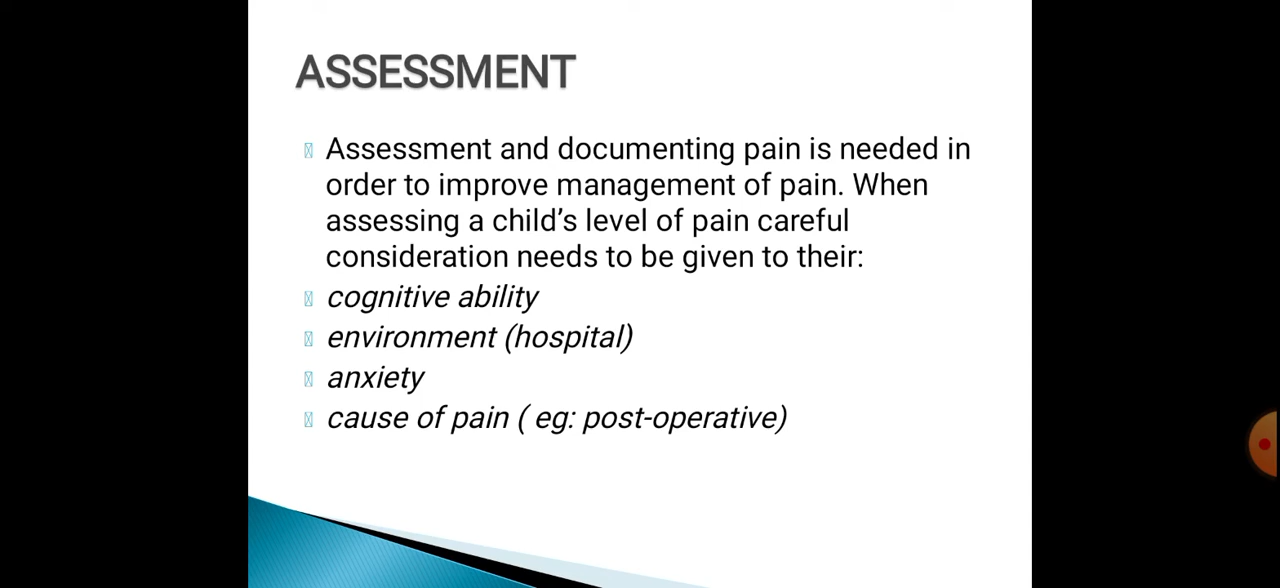 ASSESSMENT
Assessment and documenting pain is needed in
order to improve management of pain. When
assessing a child's level of pain careful
consideration needs to be given to their:
cognitive ability
environment (hospital)
anxiety
cause of pain ( eg: post-operative)